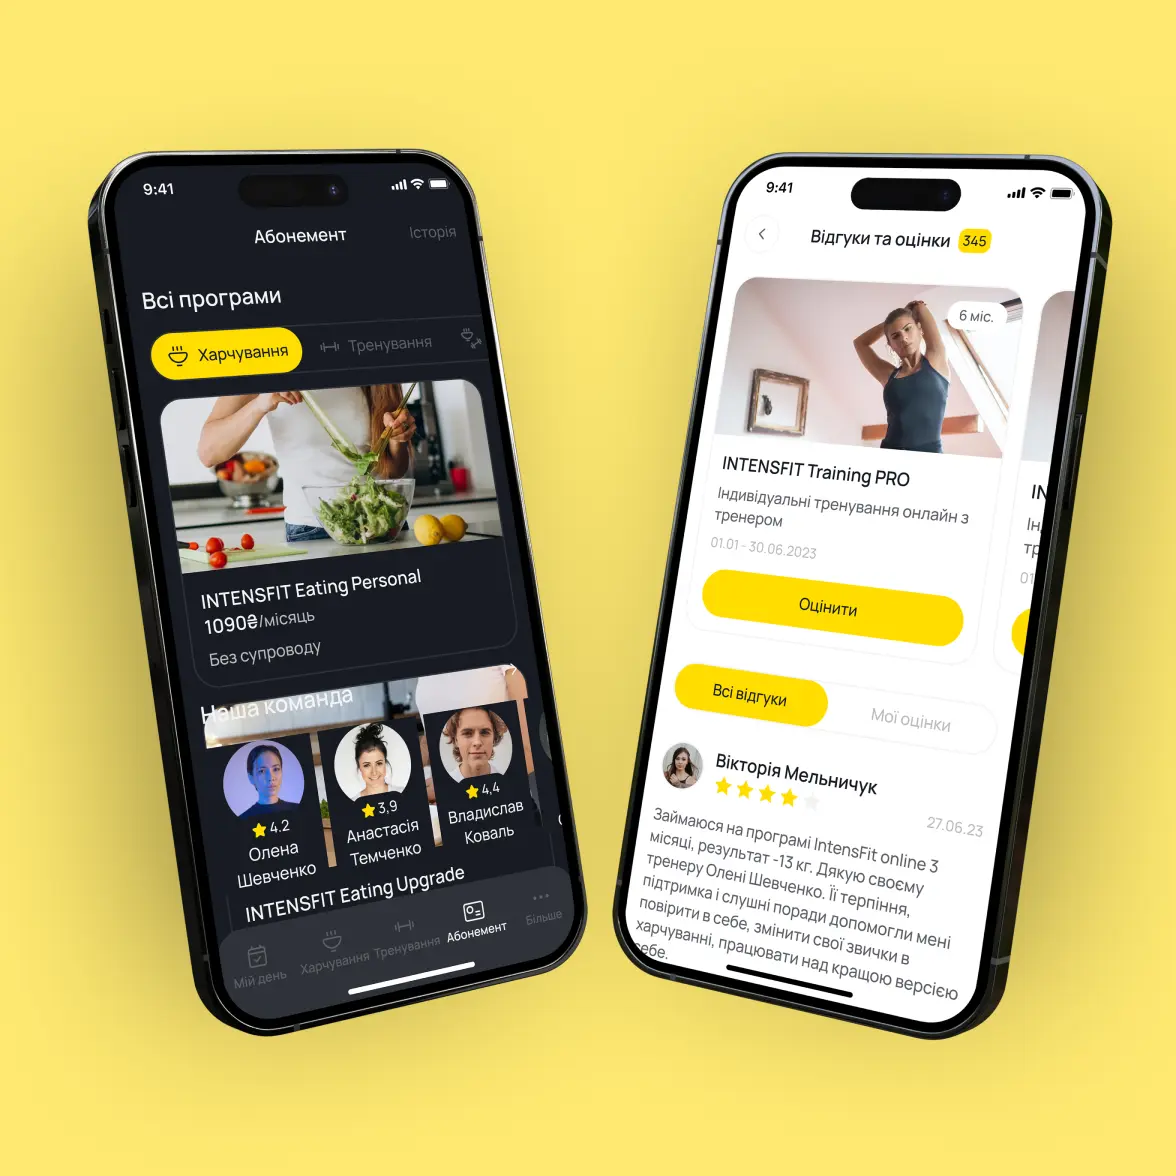 9:41
Абонемент
Історія
Всі програми
Харчування
Тренування
INTENSFIT Eating Personal
1090₴/місяць
Без супроводу
Наша команда
4.2
Олена
Шевченко
3,9
Анастасія
Темченко
4,4
Владислав
Коваль
INTENSFIT Eating Upgrade
Мій день
Харчування
Тренування
Абонемент
Більше
9:41
Відгуки та оцінки 345
6 міс.
INTENSFIT Training PRO
Індивідуальні тренування онлайн з
тренером
01.01 - 30.06.2023
Оцінити
Всі відгуки
Мої оцінки
Вікторія Мельничук
27.06.23
Займаюся на програмі IntensFit online 3
місяці, результат -13 кг. Дякую своєму
тренеру Олені Шевченко. Її терпіння,
підтримка і слушні поради допомогли мені
повірити в себе, змінити свої звички в
харчуванні, працювати над кращою версією
себе.